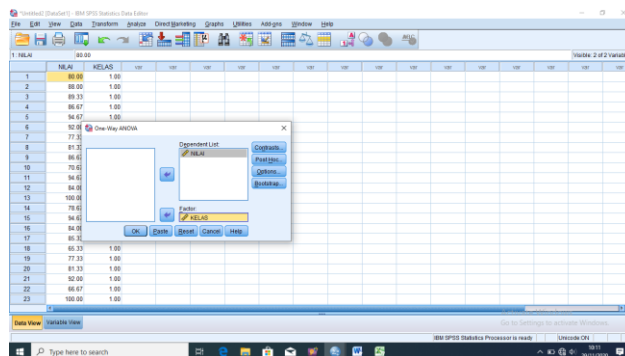 *Untitled2 [DataSet1] - IBM SPSS Statistics Data Editor
File Edit View Data Transform Analyze Direct Marketing Graphs Utilities Add-ons Window Help
1 : NILAI 80.00 Visible: 2 of 2 Variables
NILAI KELAS var var var var var var var var var var var var var var
1 80.00 1.00
2 88.00 1.00
3 89.33 1.00
4 86.67 1.00
5 94.67 1.00
6 92.00
7 77.33
8 81.33
9 86.67
10 70.67
11 94.67
12 84.00
13 100.00
14 78.67
15 94.67
16 84.00
17 85.33
18 65.33 1.00
19 77.33 1.00
20 81.33 1.00
21 92.00 1.00
22 66.67 1.00
23 100.00 1.00
One-Way ANOVA
Dependent List:
NILAI
Contrasts...
Post Hoc...
Options...
Bootstrap...
Factor:
KELAS
OK Paste Reset Cancel Help
Go to Settings to activate Windows.
Data View Variable View
IBM SPSS Statistics Processor is ready Unicode:ON
Type here to search